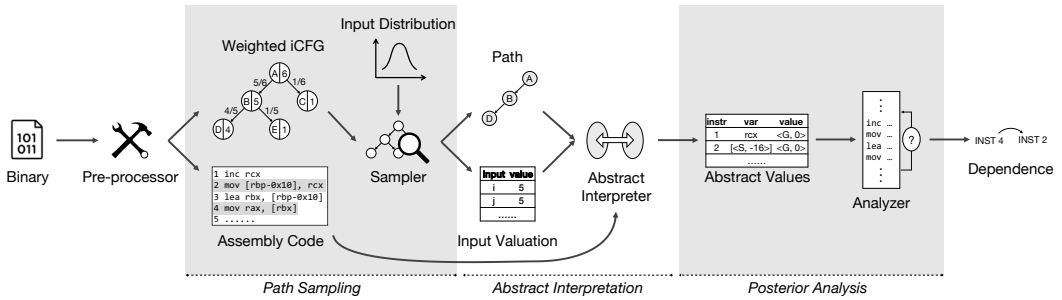 101
011
Binary
Pre-processor
Weighted iCFG
A 6
5/6
1/6
B 5
C 1
4/5
1/5
D 4
E 1
1 inc rcx
2 mov [rbp-0x10], rcx
3 lea rbx, [rbp-0x10]
4 mov rax, [rbx]
5 ......
Assembly Code
Input Distribution
Sampler
Path Sampling
Path
A
B
D
Input value
i 5
j 5
......
Input Valuation
Abstract
Interpreter
Abstract Interpretation
instr var value
1 rcx <G, 0>
2 [<S, -16>] <G, 0>
......
Abstract Values
inc …
mov …
lea …
mov …
?
Analyzer
Posterior Analysis
INST 4 INST 2
Dependence